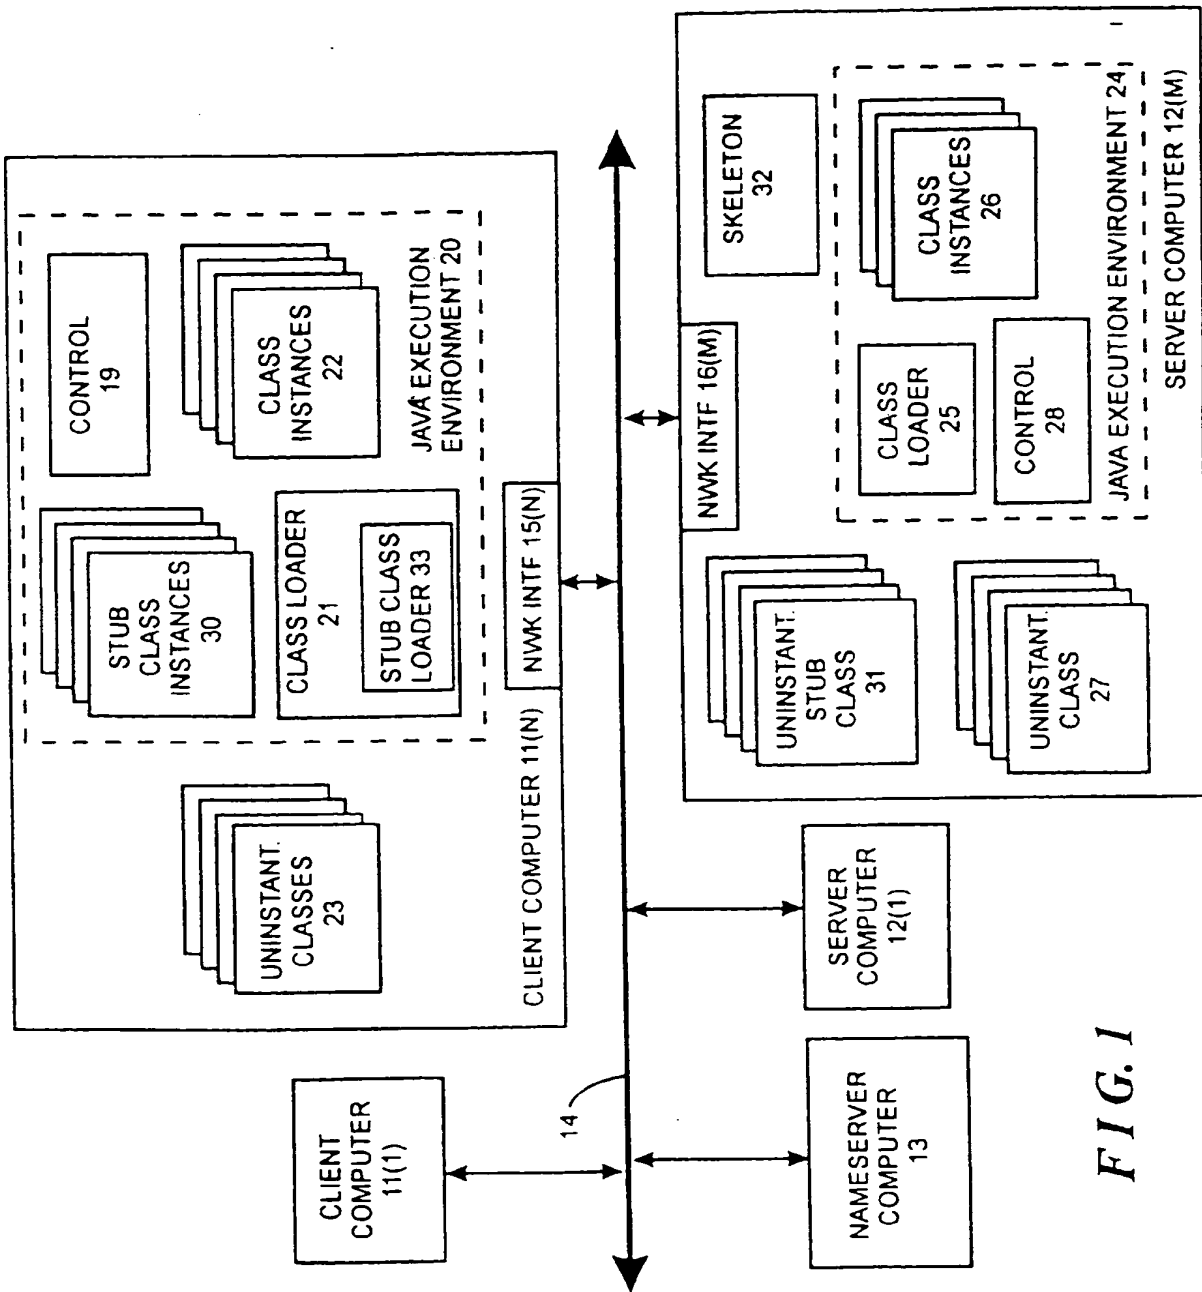 CLIENT
COMPUTER
11(1)
UNINSTANT.
CLASSES
23
STUB
CLASS
INSTANCES
30
CONTROL
19
CLASS LOADER
21
STUB CLASS
LOADER 33
CLASS
INSTANCES
22
JAVA EXECUTION
ENVIRONMENT 20
CLIENT COMPUTER 11(N)
NWK INTF 15(N)
14
NAMESERVER
COMPUTER
13
SERVER
COMPUTER
12(1)
NWK INTF 16(M)
UNINSTANT.
STUB
CLASS
31
SKELETON
32
CLASS
LOADER
25
CLASS
INSTANCES
26
UNINSTANT.
CLASS
27
CONTROL
28
JAVA EXECUTION ENVIRONMENT 24
SERVER COMPUTER 12(M)
FIG. 1